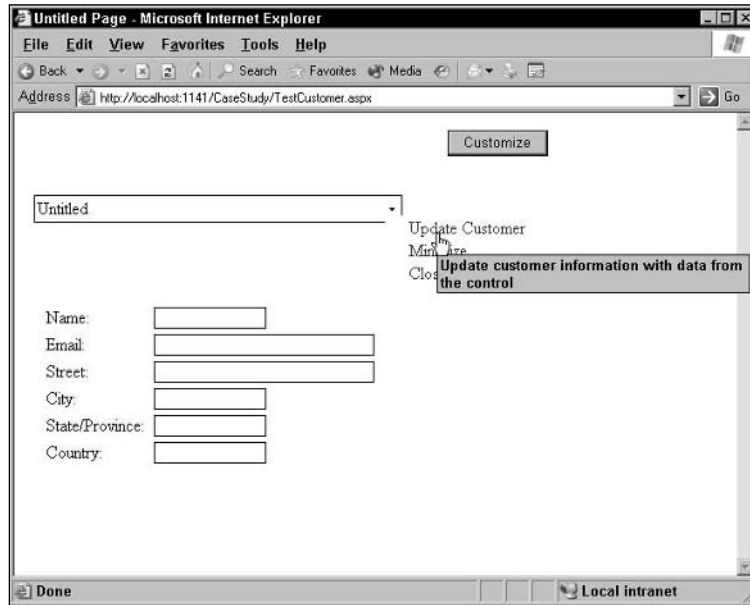 Untitled Page - Microsoft Internet Explorer
File Edit View Favorites Tools Help
Back Search Favorites Media
Address http://localhost:1141/CaseStudy/TestCustomer.aspx Go
Customize
Untitled
Update Customer
Update customer information with data from
the control
Name:
Email:
Street:
City:
State/Province:
Country:
Done Local intranet